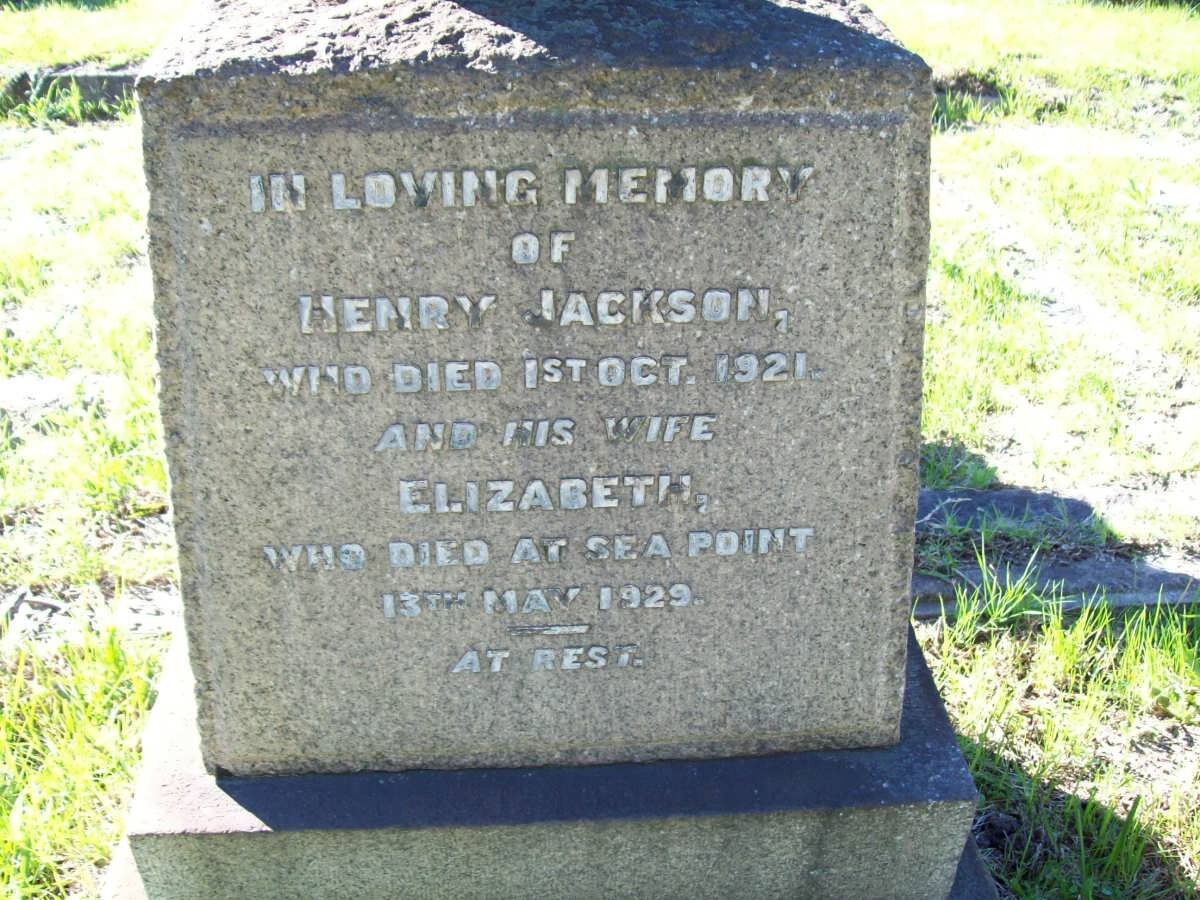 IN LOVING MEMORY
OF
HENRY JACKSON,
WHO DIED 1ST OCT. 1921.
AND HIS WIFE
ELIZABETH,
WHO DIED AT SEA POINT
13TH MAY 1929.
AT REST.